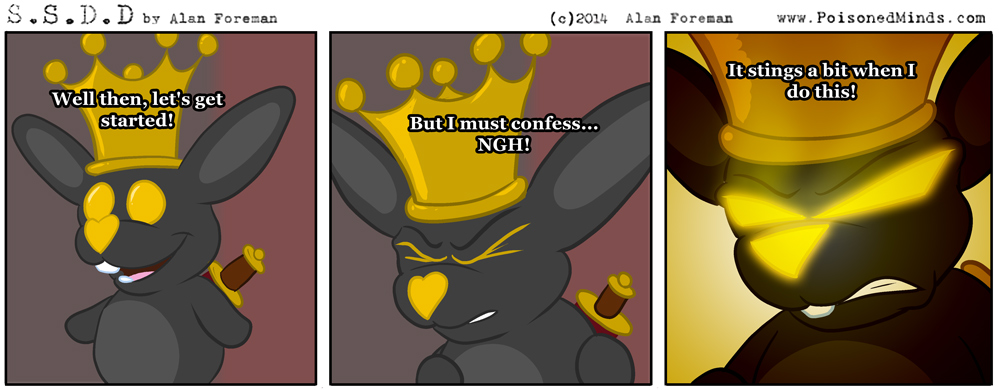 S.S.D.D by Alan Foreman (c)2014 Alan Foreman www.PoisonedMinds.com
Well then, let's get
started!
But I must confess...
NGH!
It stings a bit when I
do this!